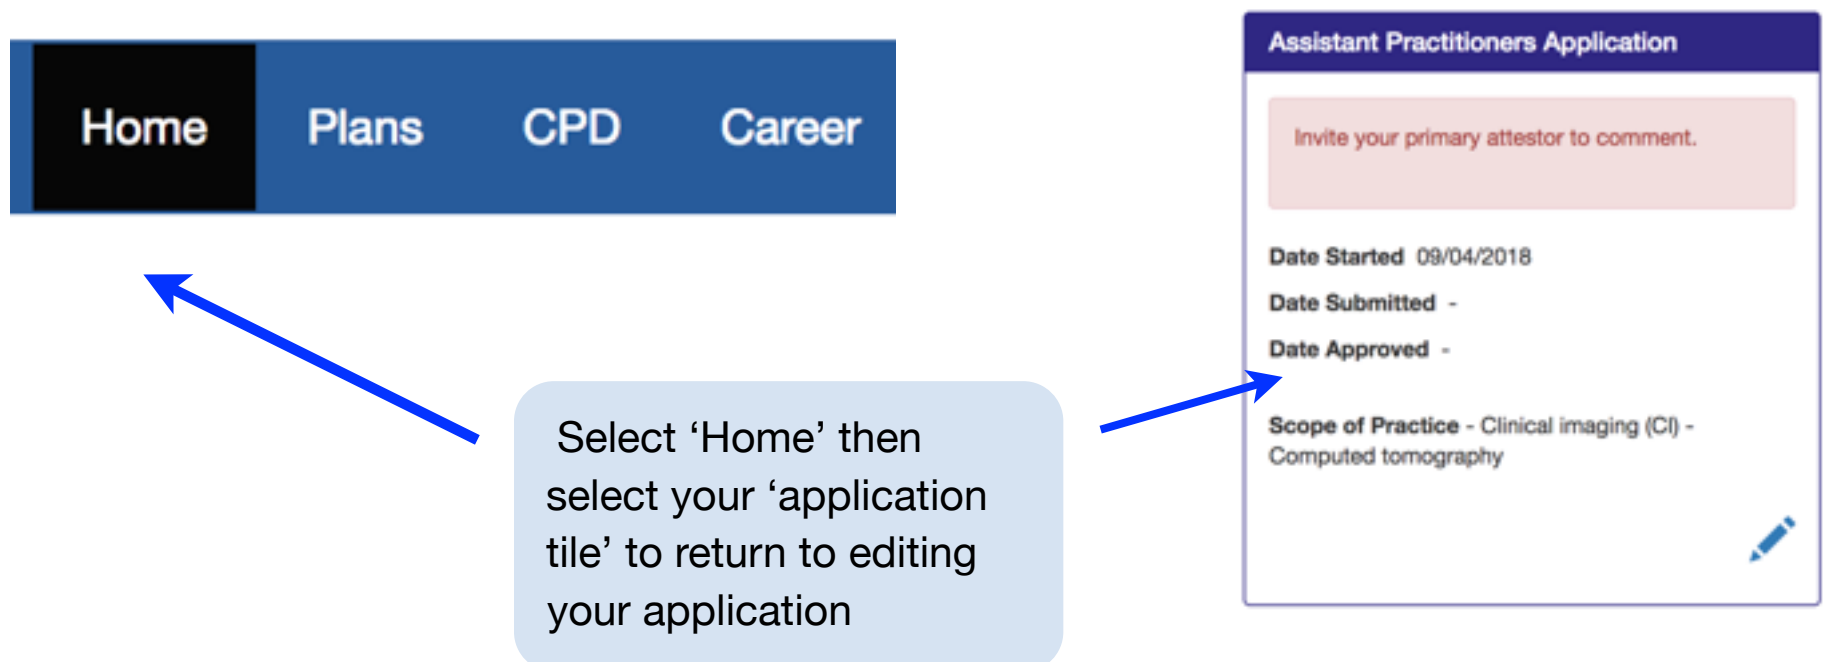 Home Plans CPD Career
Select ‘Home’ then
select your ‘application
tile’ to return to editing
your application
Assistant Practitioners Application
Invite your primary attestor to comment.
Date Started 09/04/2018
Date Submitted -
Date Approved -
Scope of Practice - Clinical imaging (CI) -
Computed tomography